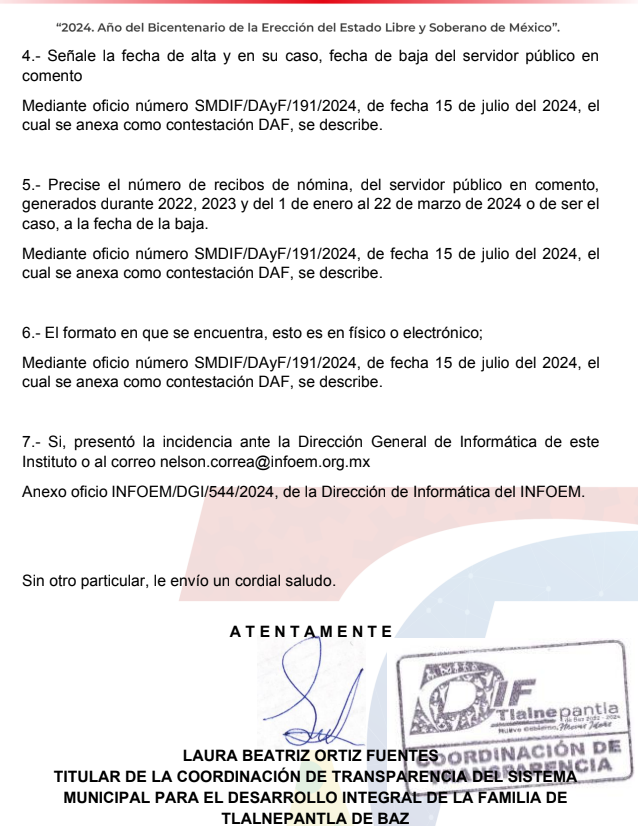 “2024. Año del Bicentenario de la Erección del Estado Libre y Soberano de México”.
4.- Señale la fecha de alta y en su caso, fecha de baja del servidor público en
comento
Mediante oficio número SMDIF/DAyF/191/2024, de fecha 15 de julio del 2024, el
cual se anexa como contestación DAF, se describe.
5.- Precise el número de recibos de nómina, del servidor público en comento,
generados durante 2022, 2023 y del 1 de enero al 22 de marzo de 2024 o de ser el
caso, a la fecha de la baja.
Mediante oficio número SMDIF/DAyF/191/2024, de fecha 15 de julio del 2024, el
cual se anexa como contestación DAF, se describe.
6.- El formato en que se encuentra, esto es en físico o electrónico;
Mediante oficio número SMDIF/DAyF/191/2024, de fecha 15 de julio del 2024, el
cual se anexa como contestación DAF, se describe.
7.- Si, presentó la incidencia ante la Dirección General de Informática de este
Instituto o al correo nelson.correa@infoem.org.mx
Anexo oficio INFOEM/DGI/544/2024, de la Dirección de Informática del INFOEM.
Sin otro particular, le envío un cordial saludo.
A T E N T A M E N T E
DIF
Tlalnepantla
de Baz 2022 - 2024
Nuevo Gobierno,
COORDINACIÓN DE
TRANSPARENCIA
LAURA BEATRIZ ORTIZ FUENTES
TITULAR DE LA COORDINACIÓN DE TRANSPARENCIA DEL SISTEMA
MUNICIPAL PARA EL DESARROLLO INTEGRAL DE LA FAMILIA DE
TLALNEPANTLA DE BAZ